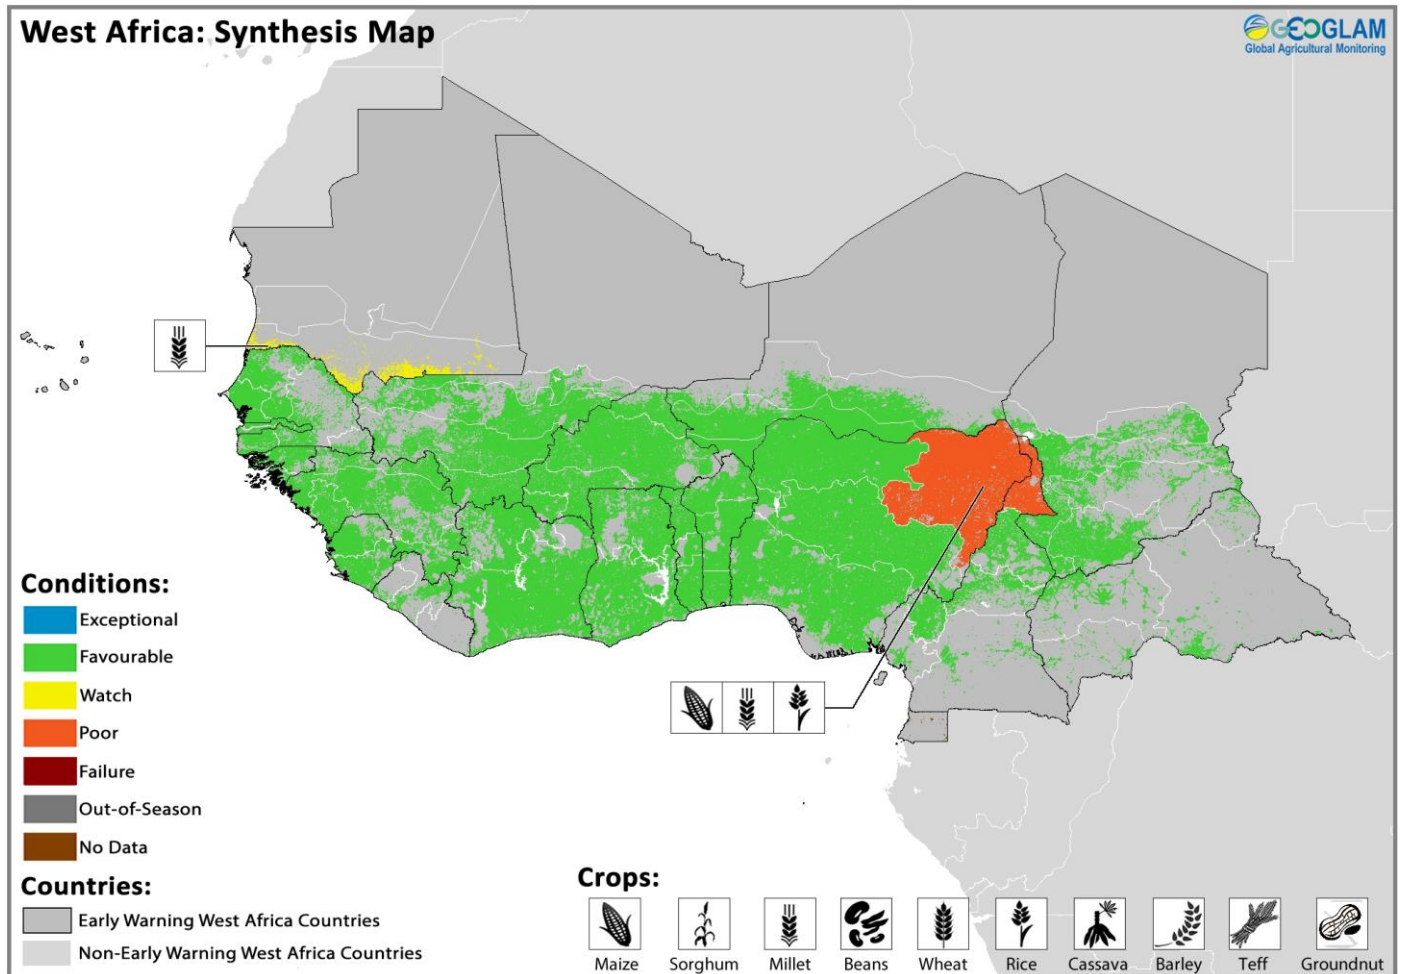 West Africa: Synthesis Map
GEOGLAM
Global Agricultural Monitoring
Conditions:
Exceptional
Favourable
Watch
Poor
Failure
Out-of-Season
No Data
Countries:
Early Warning West Africa Countries
Non-Early Warning West Africa Countries
Crops:
Maize
Sorghum
Millet
Beans
Wheat
Rice
Cassava
Barley
Teff
Groundnut